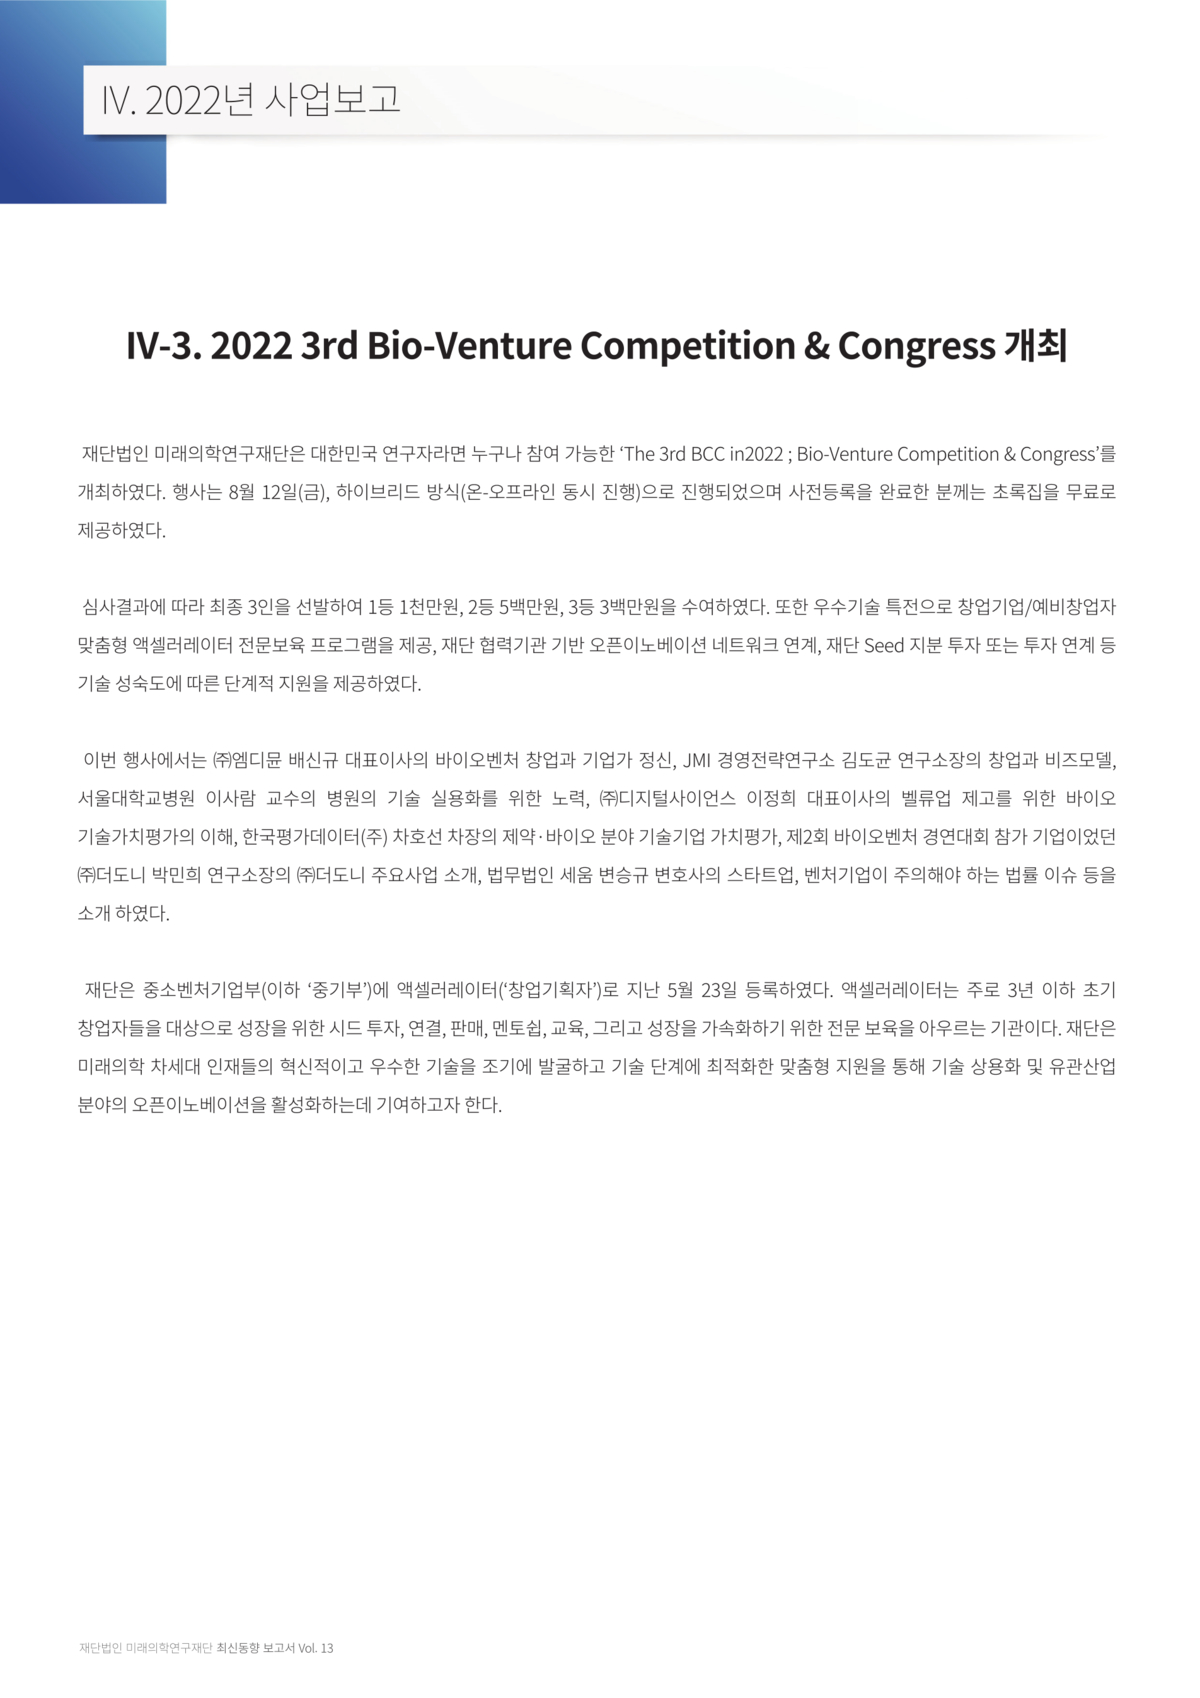 IV. 2022년 사업보고
IV-3. 2022 3rd Bio-Venture Competition & Congress 개최
재단법인 미래의학연구재단은 대한민국 연구자라면 누구나 참여 가능한 ‘The 3rd BCC in2022 ; Bio-Venture Competition & Congress’를
개최하였다. 행사는 8월 12일(금), 하이브리드 방식(온-오프라인 동시 진행)으로 진행되었으며 사전등록을 완료한 분께는 초록집을 무료로
제공하였다.
심사결과에 따라 최종 3인을 선발하여 1등 1천만원, 2등 5백만원, 3등 3백만원을 수여하였다. 또한 우수기술 특전으로 창업기업/예비창업자
맞춤형 액셀러레이터 전문보육 프로그램을 제공, 재단 협력기관 기반 오픈이노베이션 네트워크 연계, 재단 Seed 지분 투자 또는 투자 연계 등
기술 성숙도에 따른 단계적 지원을 제공하였다.
이번 행사에서는 ㈜엠디뮨 배신규 대표이사의 바이오벤처 창업과 기업가 정신, JMI 경영전략연구소 김도균 연구소장의 창업과 비즈모델,
서울대학교병원 이사람 교수의 병원의 기술 실용화를 위한 노력, ㈜디지털사이언스 이정희 대표이사의 벨류업 제고를 위한 바이오
기술가치평가의 이해, 한국평가데이터(주) 차호선 차장의 제약·바이오 분야 기술기업 가치평가, 제2회 바이오벤처 경연대회 참가 기업이었던
㈜더도니 박민희 연구소장의 ㈜더도니 주요사업 소개, 법무법인 세움 변승규 변호사의 스타트업, 벤처기업이 주의해야 하는 법률 이슈 등을
소개 하였다.
재단은 중소벤처기업부(이하 ‘중기부’)에 액셀러레이터(‘창업기획자’)로 지난 5월 23일 등록하였다. 액셀러레이터는 주로 3년 이하 초기
창업자들을 대상으로 성장을 위한 시드 투자, 연결, 판매, 멘토쉽, 교육, 그리고 성장을 가속화하기 위한 전문 보육을 아우르는 기관이다. 재단은
미래의학 차세대 인재들의 혁신적이고 우수한 기술을 조기에 발굴하고 기술 단계에 최적화한 맞춤형 지원을 통해 기술 상용화 및 유관산업
분야의 오픈이노베이션을 활성화하는데 기여하고자 한다.
재단법인 미래의학연구재단 최신동향 보고서 Vol. 13